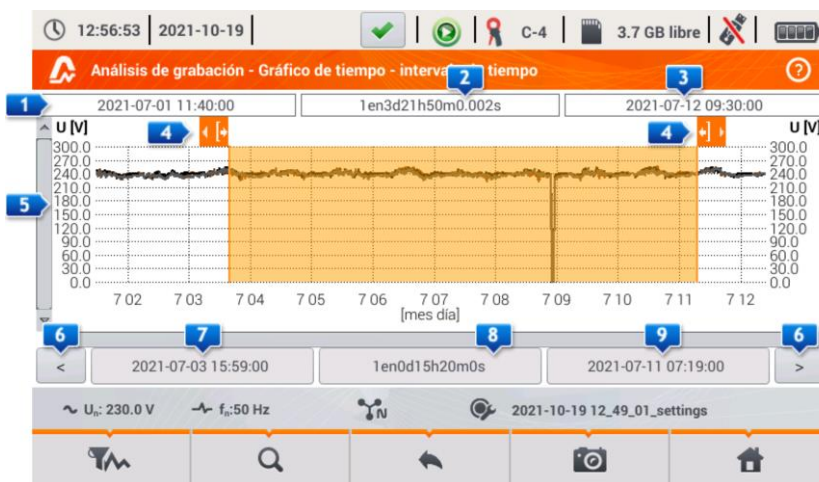 12:56:53 2021-10-19 C-4 3.7 GB libre
Análisis de grabación - Gráfico de tiempo - intervalo de tiempo ?
2 3
1 2021-07-01 11:40:00 1en3d21h50m0.002s 2021-07-12 09:30:00
U [V] 4 4 U [V]
300.0 300.0
270.0 270.0
240.0 240.0
210.0 210.0
5 180.0 180.0
150.0 150.0
120.0 120.0
90.0 90.0
60.0 60.0
30.0 30.0
0.0 0.0
7 02 7 03 7 04 7 05 7 06 7 07 7 08 7 09 7 10 7 11 7 12
[mes día]
6 7 8 9 6
< 2021-07-03 15:59:00 1en0d15h20m0s 2021-07-11 07:19:00 >
Uₙ: 230.0 V fₙ:50 Hz N 2021-10-19 12_49_01_settings